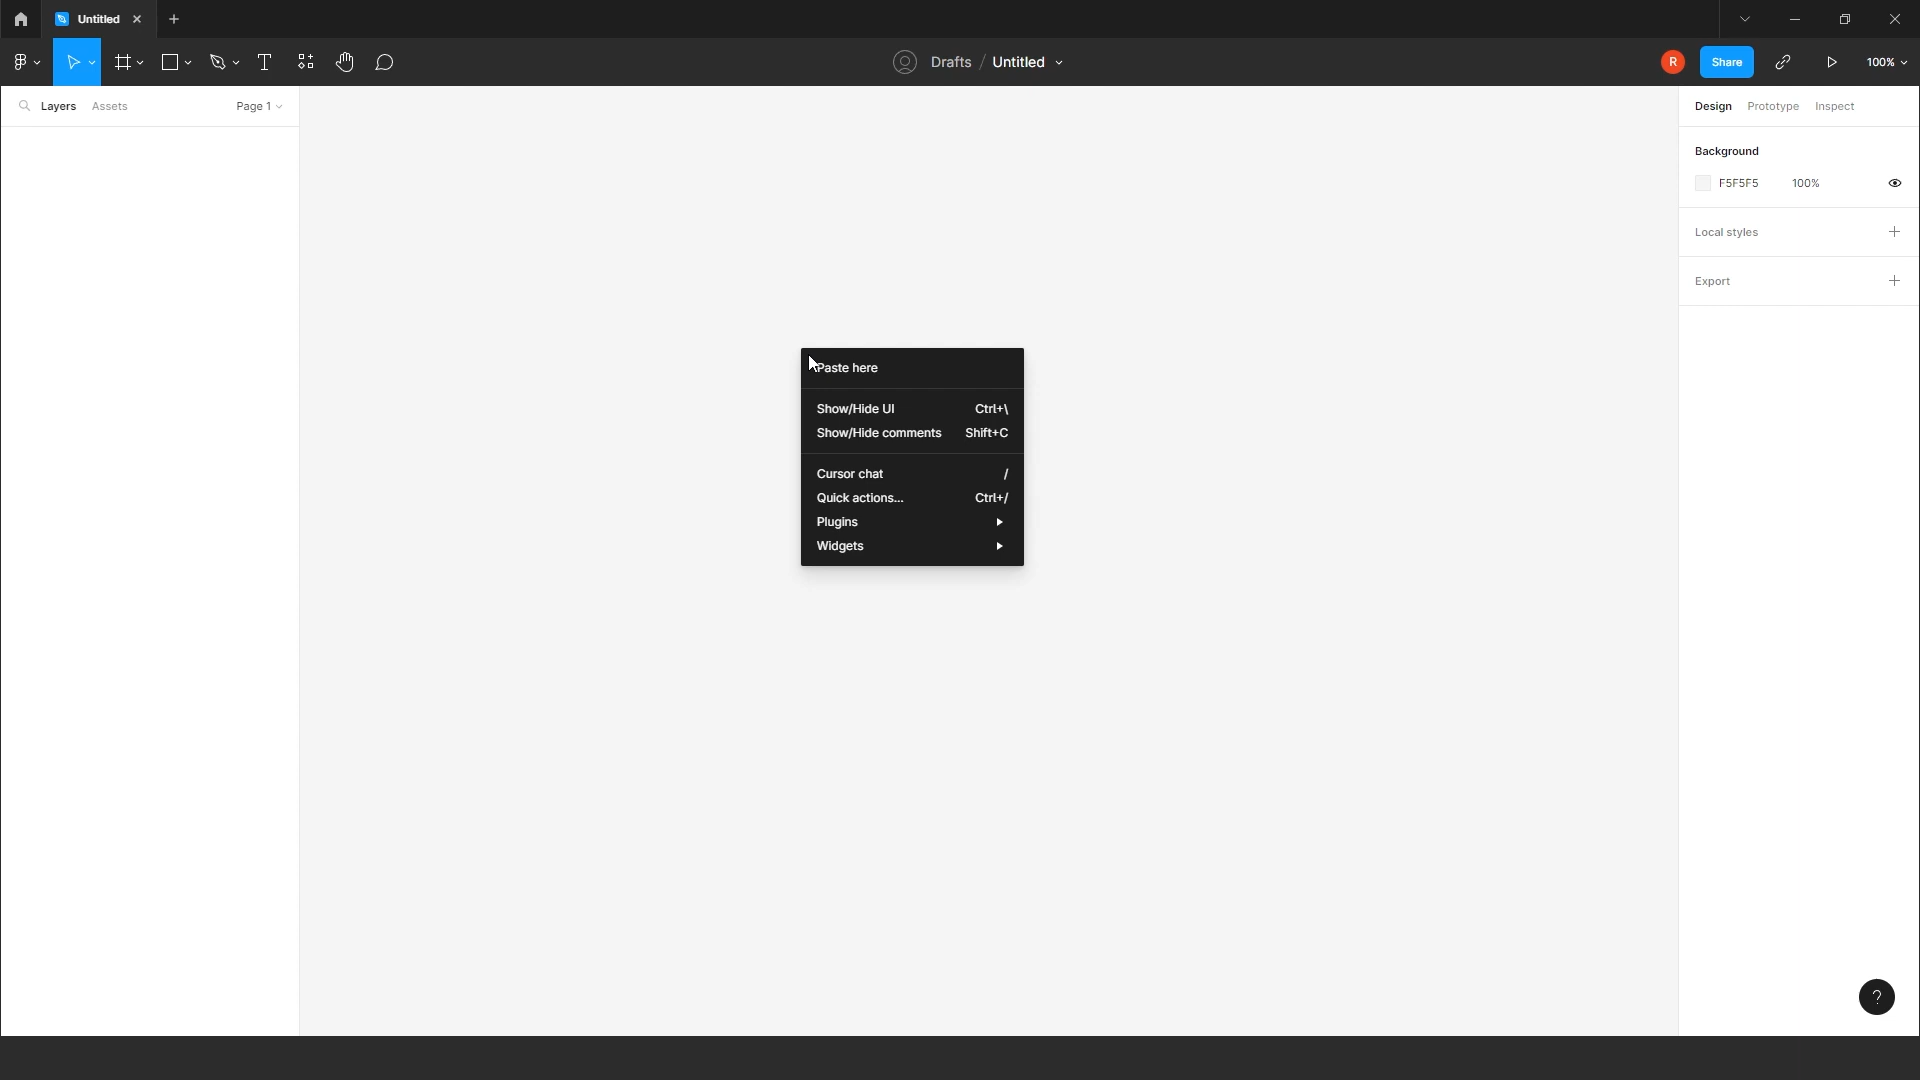 Untitled
Drafts / Untitled
R
Share
100%
Layers
Assets
Page 1
Design
Prototype
Inspect
Background
F5F5F5
100%
Local styles
Export
Paste here
Show/Hide UI Ctrl+\
Show/Hide comments Shift+C
Cursor chat /
Quick actions... Ctrl+/
Plugins
Widgets
?